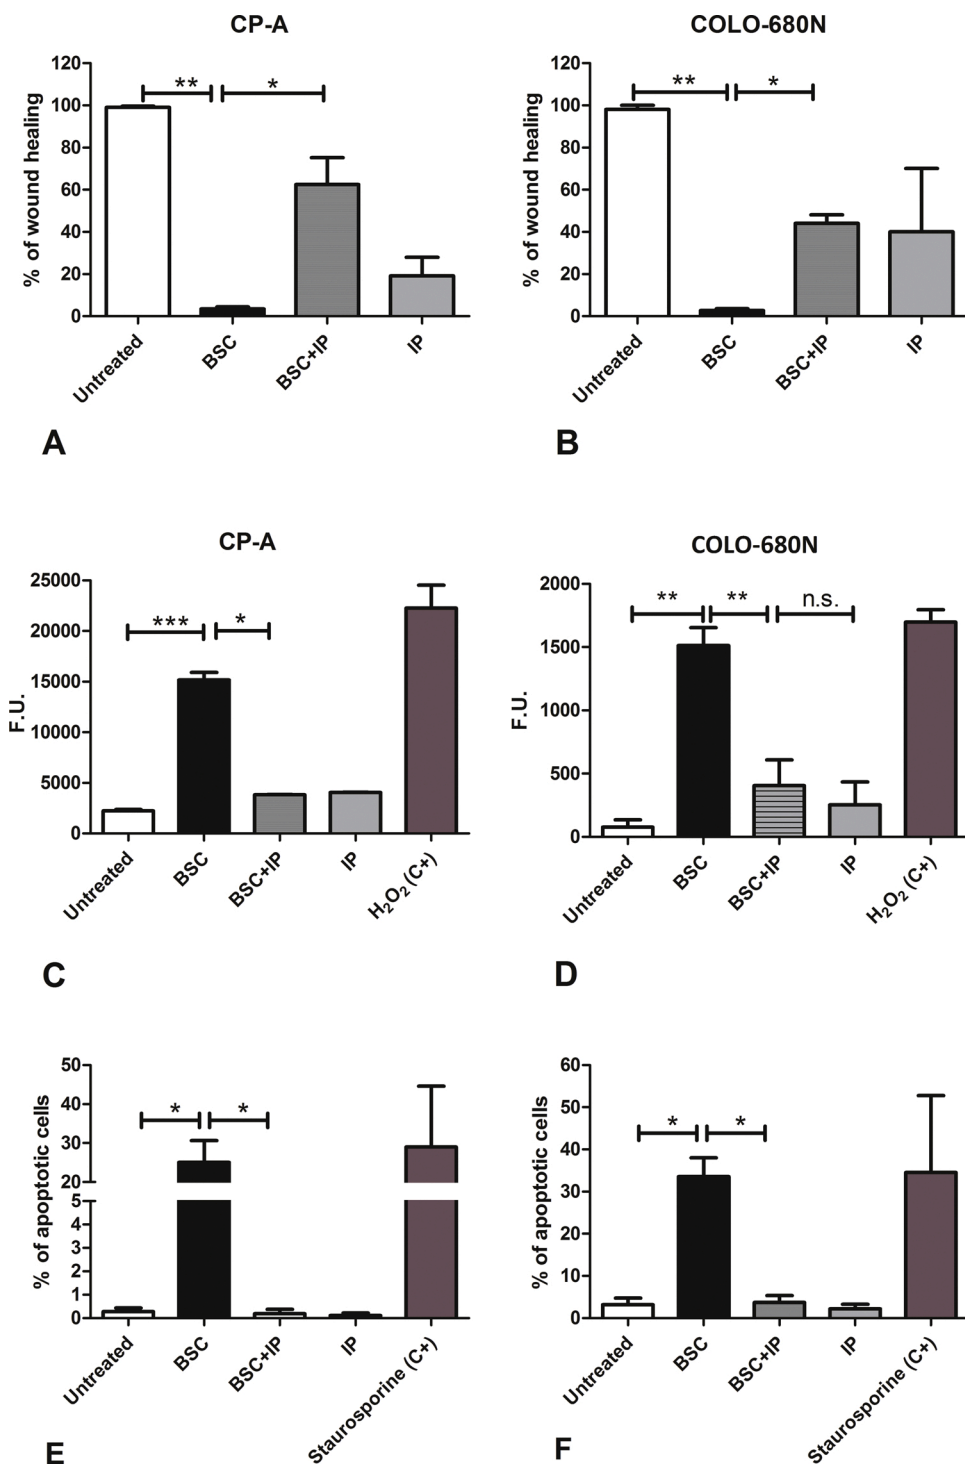 CP-A
% of wound healing
120
100
80
60
40
20
0
** *
Untreated BSC BSC+IP IP
A
COLO-680N
% of wound healing
120
100
80
60
40
20
0
** *
Untreated BSC BSC+IP IP
B
CP-A
F.U.
25000
20000
15000
10000
5000
0
*** *
Untreated BSC BSC+IP IP H₂O₂ (C+)
C
COLO-680N
F.U.
2000
1500
1000
500
0
** ** n.s.
Untreated BSC BSC+IP IP H₂O₂ (C+)
D
% of apoptotic cells
50
40
30
20
5
4
3
2
1
0
* *
Untreated BSC BSC+IP IP Staurosporine (C+)
E
% of apoptotic cells
60
50
40
30
20
10
0
* *
Untreated BSC BSC+IP IP Staurosporine (C+)
F